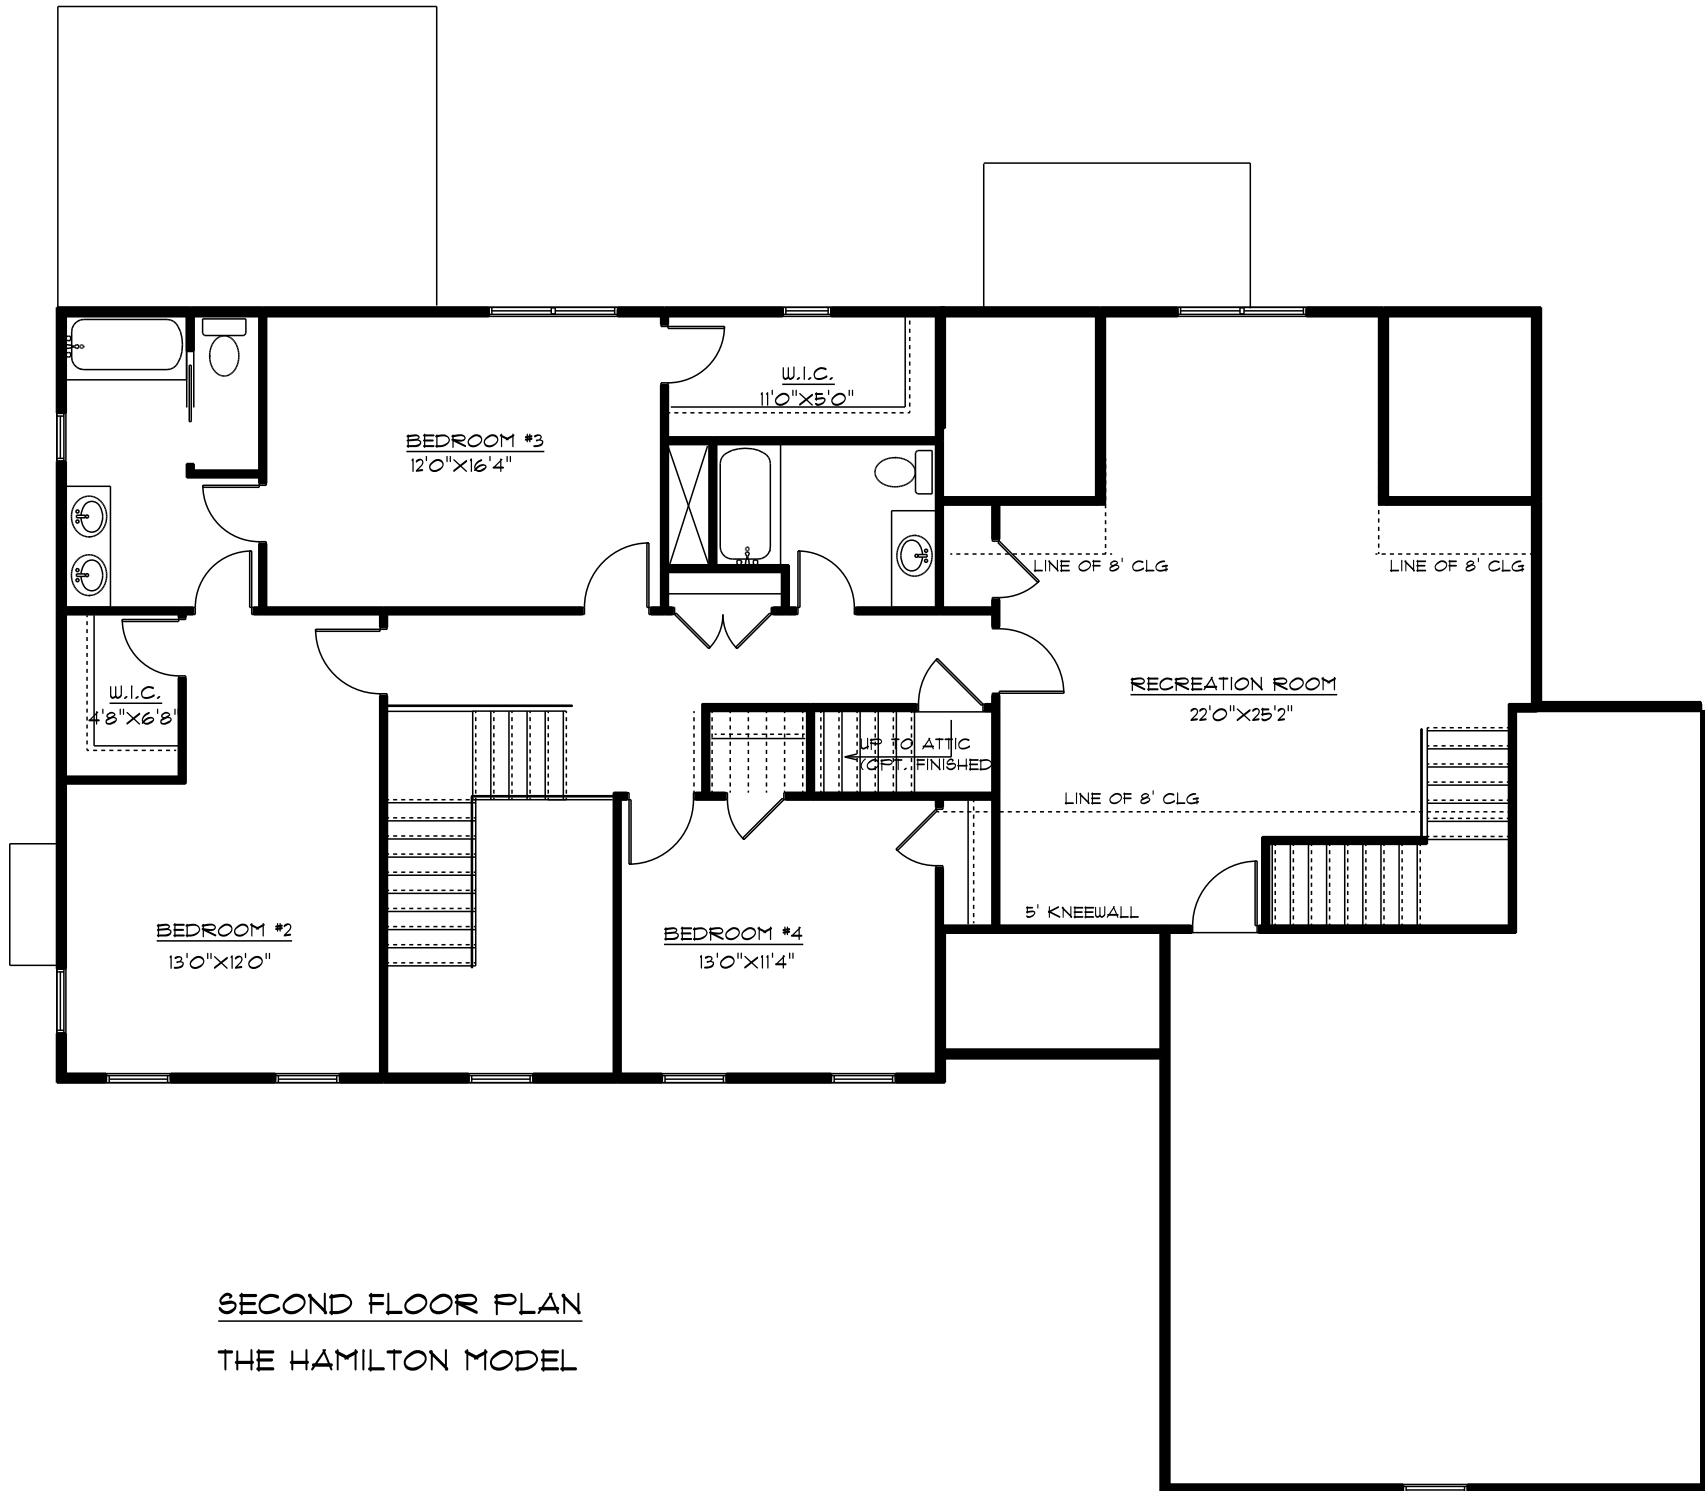 W.I.C.
11'0"X5'0"
BEDROOM #3
12'0"X16'4"
LINE OF 8' CLG
LINE OF 8' CLG
W.I.C.
4'8"X6'8"
RECREATION ROOM
22'0"X25'2"
UP TO ATTIC
(OPT. FINISHED
LINE OF 8' CLG
5' KNEEWALL
BEDROOM #2
13'0"X12'0"
BEDROOM #4
13'0"X11'4"
SECOND FLOOR PLAN
THE HAMILTON MODEL